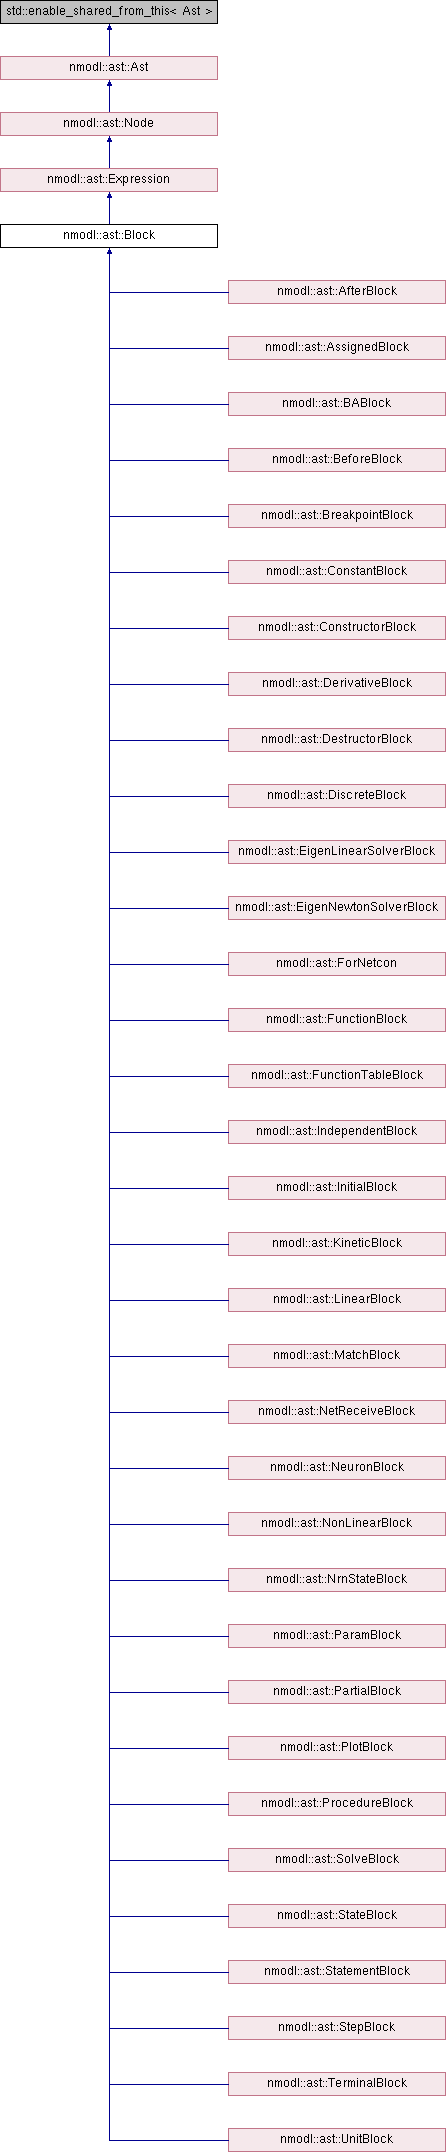 std::enable_shared_from_this< Ast >
nmodl::ast::Ast
nmodl::ast::Node
nmodl::ast::Expression
nmodl::ast::Block
nmodl::ast::AfterBlock
nmodl::ast::AssignedBlock
nmodl::ast::BABlock
nmodl::ast::BeforeBlock
nmodl::ast::BreakpointBlock
nmodl::ast::ConstantBlock
nmodl::ast::ConstructorBlock
nmodl::ast::DerivativeBlock
nmodl::ast::DestructorBlock
nmodl::ast::DiscreteBlock
nmodl::ast::EigenLinearSolverBlock
nmodl::ast::EigenNewtonSolverBlock
nmodl::ast::ForNetcon
nmodl::ast::FunctionBlock
nmodl::ast::FunctionTableBlock
nmodl::ast::IndependentBlock
nmodl::ast::InitialBlock
nmodl::ast::KineticBlock
nmodl::ast::LinearBlock
nmodl::ast::MatchBlock
nmodl::ast::NetReceiveBlock
nmodl::ast::NeuronBlock
nmodl::ast::NonLinearBlock
nmodl::ast::NrnStateBlock
nmodl::ast::ParamBlock
nmodl::ast::PartialBlock
nmodl::ast::PlotBlock
nmodl::ast::ProcedureBlock
nmodl::ast::SolveBlock
nmodl::ast::StateBlock
nmodl::ast::StatementBlock
nmodl::ast::StepBlock
nmodl::ast::TerminalBlock
nmodl::ast::UnitBlock